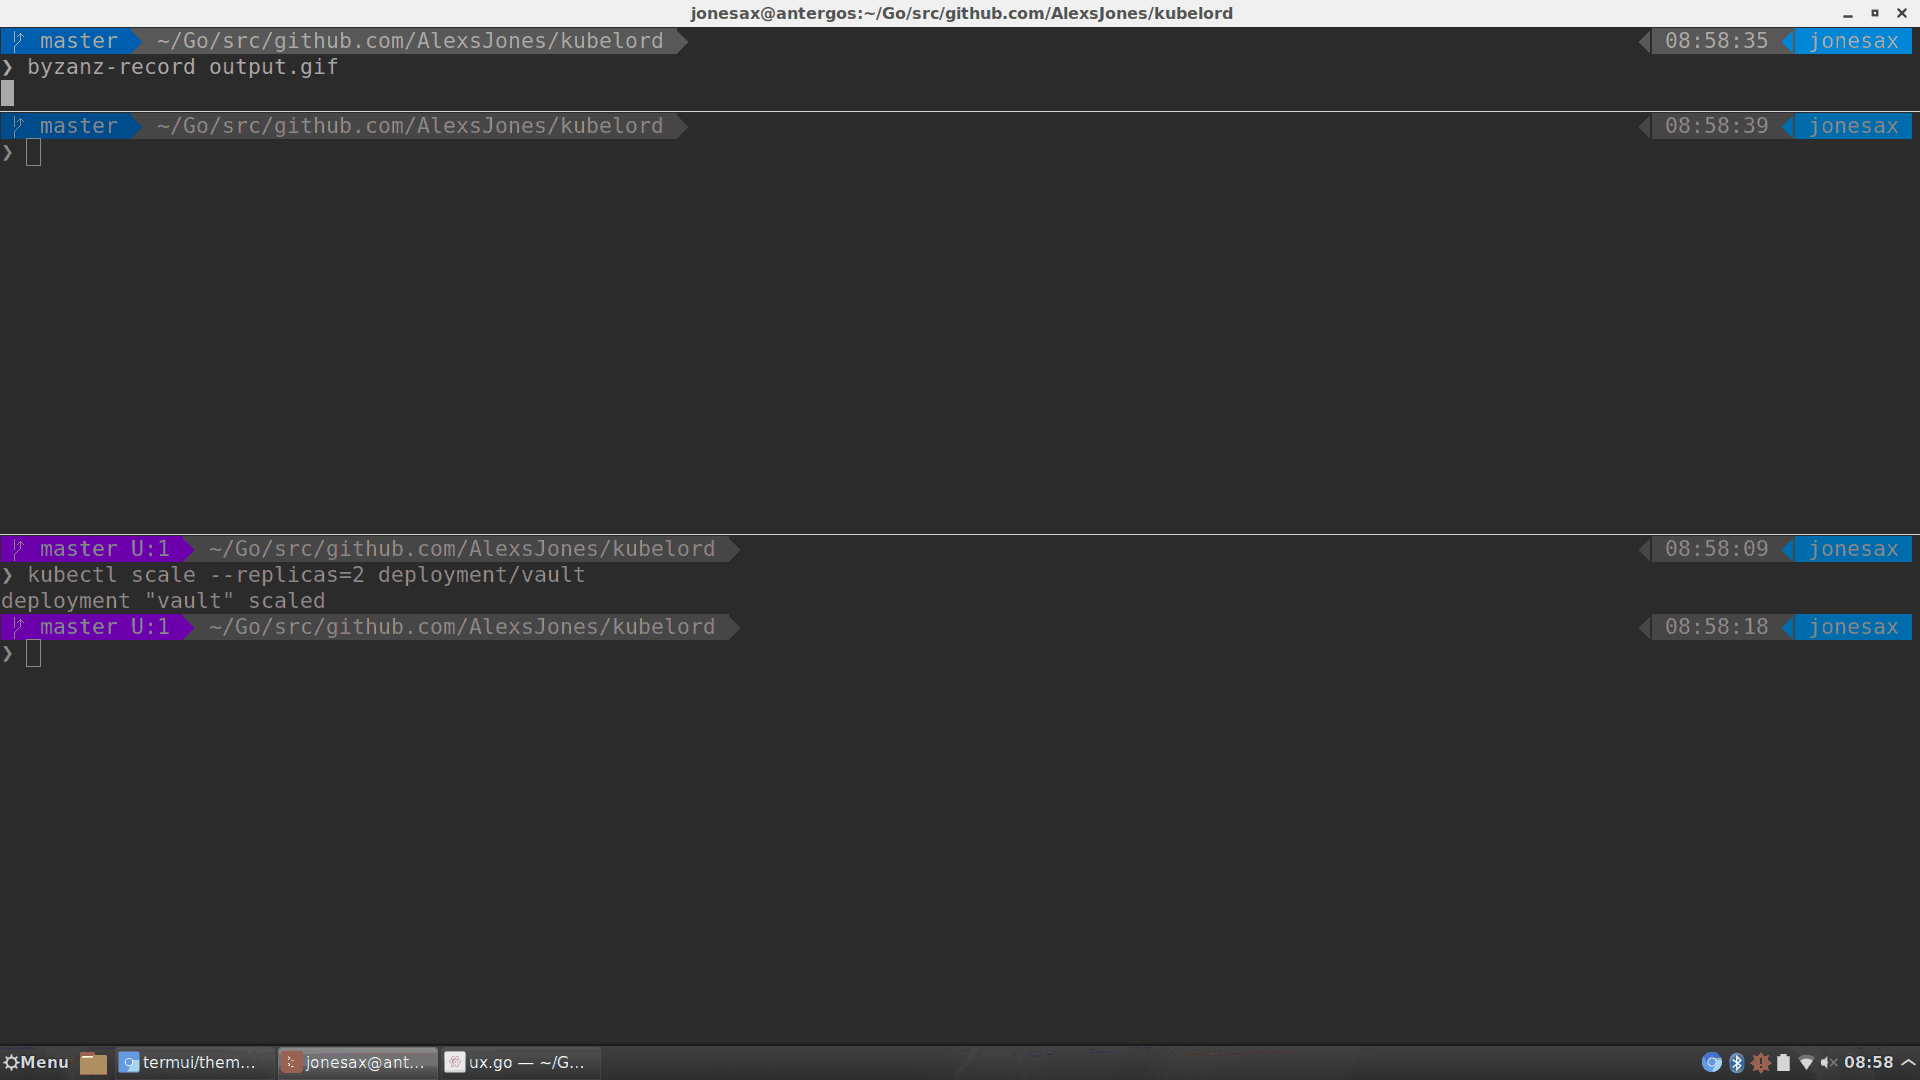 jonesax@antergos:~/Go/src/github.com/AlexsJones/kubelord
master ~/Go/src/github.com/AlexsJones/kubelord 08:58:35 jonesax
❯ byzanz-record output.gif
master ~/Go/src/github.com/AlexsJones/kubelord 08:58:39 jonesax
❯
master U:1 ~/Go/src/github.com/AlexsJones/kubelord 08:58:09 jonesax
❯ kubectl scale --replicas=2 deployment/vault
deployment "vault" scaled
master U:1 ~/Go/src/github.com/AlexsJones/kubelord 08:58:18 jonesax
❯
Menu termui/them... jonesax@ant... ux.go — ~/G... 08:58